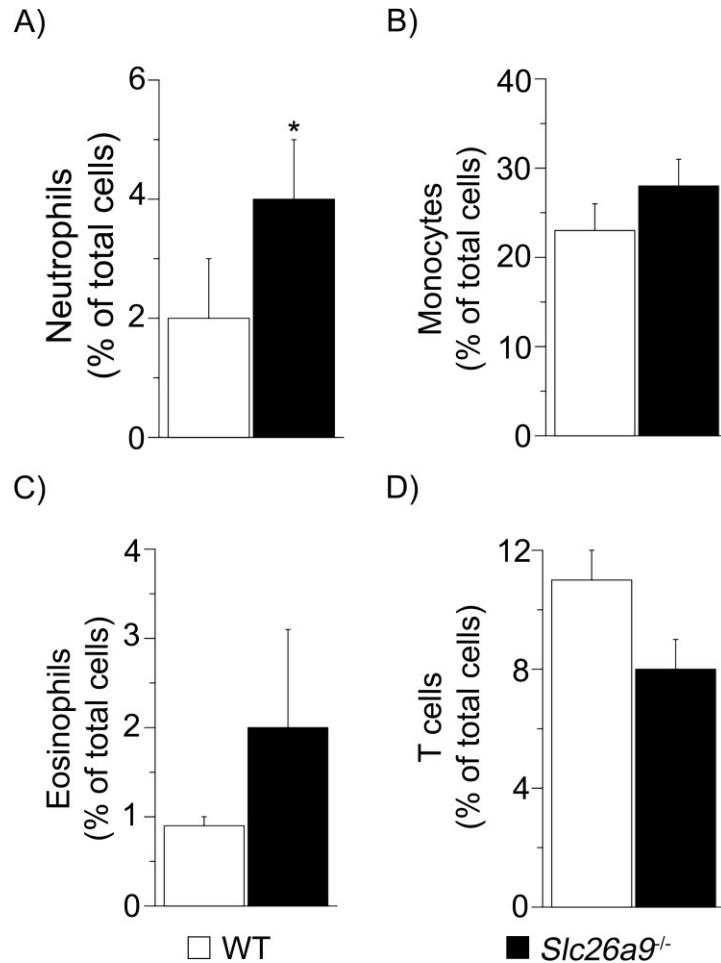 A)
Neutrophils
(% of total cells)
6
4
2
0
*
B)
Monocytes
(% of total cells)
40
30
20
10
0
C)
Eosinophils
(% of total cells)
4
3
2
1
0
D)
T cells
(% of total cells)
12
8
4
0
WT
Slc26a9-/-